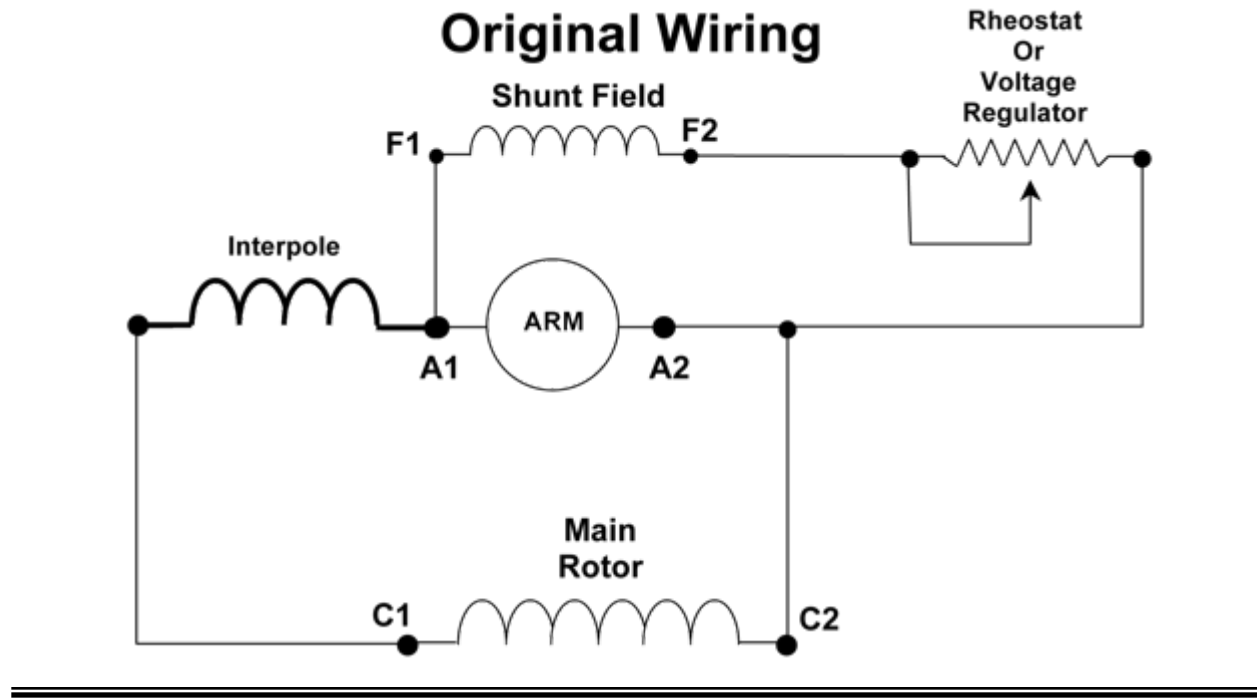 Original Wiring
Rheostat
Or
Voltage
Regulator
Shunt Field
F1
F2
Interpole
ARM
A1
A2
Main
Rotor
C1
C2